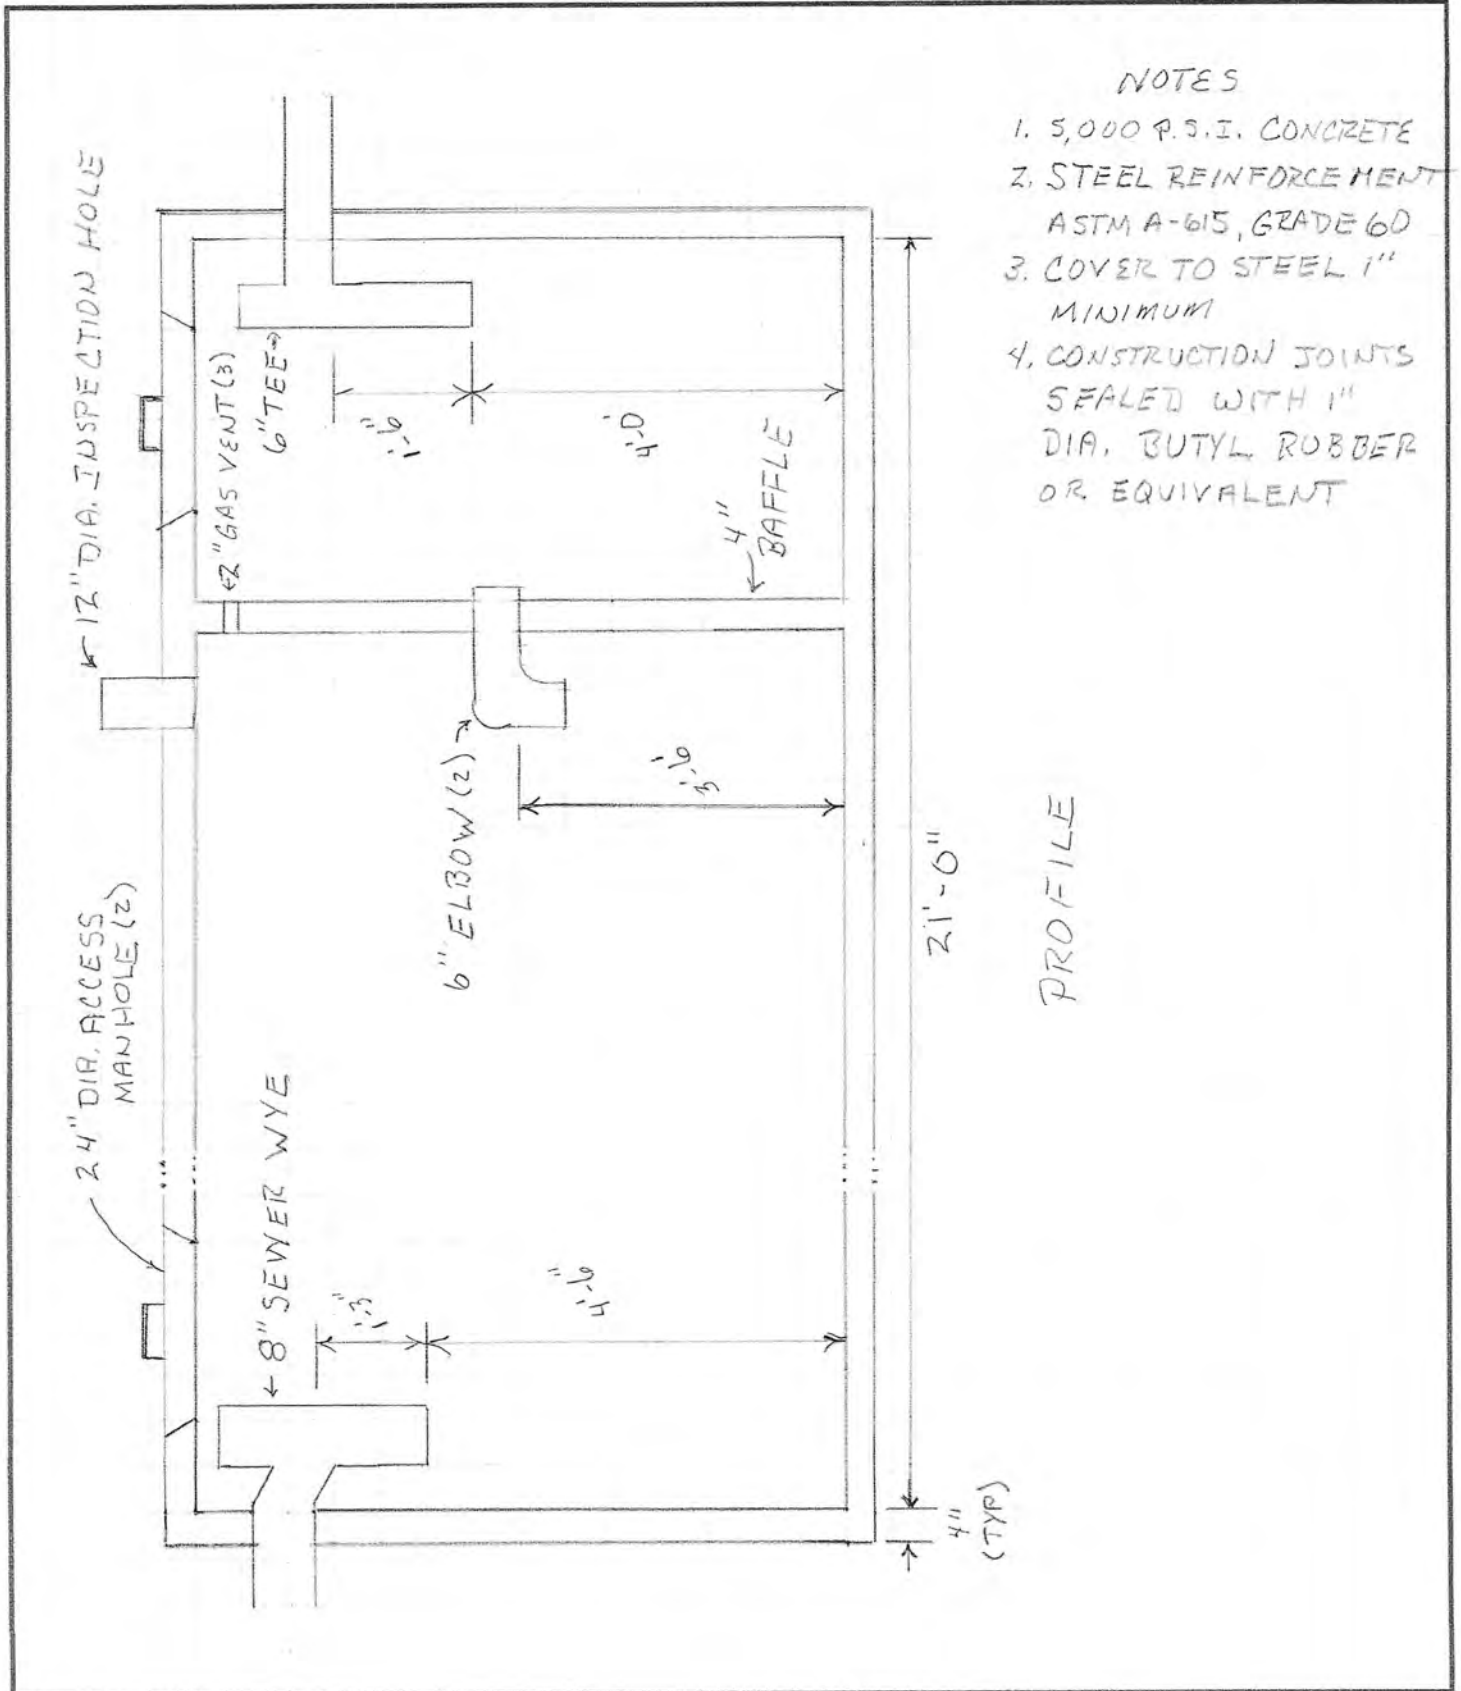 NOTES
1. 5,000 P.S.I. CONCRETE
2. STEEL REINFORCEMENT
ASTM A-615, GRADE 60
3. COVER TO STEEL 1"
MINIMUM
4. CONSTRUCTION JOINTS
SEALED WITH 1"
DIA. BUTYL RUBBER
OR EQUIVALENT
24" DIA. ACCESS
MANHOLE (2)
12" DIA. INSPECTION HOLE
8" SEWER WYE
1'-3"
4'-6"
6" ELBOW (2)
3'-6
2" GAS VENT (3)
6" TEE
1'-6"
4'-0
4"
BAFFLE
21'-0"
4"
(TYP)
PROFILE